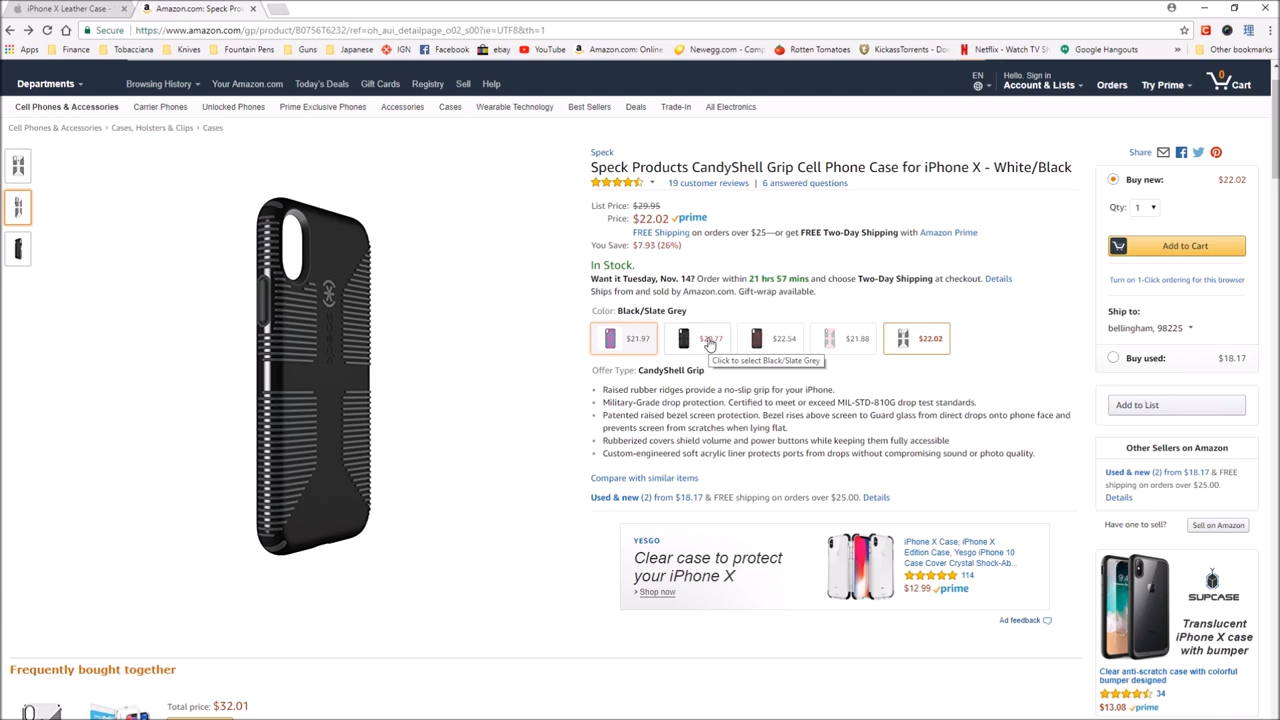 iPhone X Leather Case -
Amazon.com: Speck Pro
Secure
https://www.amazon.com/gp/product/B0756T6232/ref=oh_aui_detailpage_o02_s00?ie=UTF8&th=1
Apps Finance Tobacciana Knives Fountain Pens Guns Japanese IGN Facebook ebay YouTube Amazon.com: Online Newegg.com - Comp Rotten Tomatoes KickassTorrents - Do Netflix - Watch TV Sh Google Hangouts » Other bookmarks
Departments Browsing History Your Amazon.com Today's Deals Gift Cards Registry Sell Help
EN
Hello. Sign in
Account & Lists Orders Try Prime 0 Cart
Cell Phones & Accessories Carrier Phones Unlocked Phones Prime Exclusive Phones Accessories Cases Wearable Technology Best Sellers Deals Trade-In All Electronics
Cell Phones & Accessories › Cases, Holsters & Clips › Cases
Speck
Speck Products CandyShell Grip Cell Phone Case for iPhone X - White/Black
19 customer reviews | 6 answered questions
List Price: $29.95
Price: $22.02 prime
FREE Shipping on orders over $25—or get FREE Two-Day Shipping with Amazon Prime
You Save: $7.93 (26%)
In Stock.
Want it Tuesday, Nov. 14? Order within 21 hrs 57 mins and choose Two-Day Shipping at checkout. Details
Ships from and sold by Amazon.com. Gift-wrap available.
Color: Black/Slate Grey
$21.97 $22.54 $21.88 $22.02
Click to select Black/Slate Grey
Offer Type: CandyShell Grip
Raised rubber ridges provide a no-slip grip for your iPhone.
Military-Grade drop protection. Certified to meet or exceed MIL-STD-810G drop test standards.
Patented raised bezel screen protection. Bezel rises above screen to Guard glass from direct drops onto phone face and
prevents screen from scratches when lying flat.
Rubberized covers shield volume and power buttons while keeping them fully accessible
Custom-engineered soft acrylic liner protects ports from drops without compromising sound or photo quality.
Compare with similar items
Used & new (2) from $18.17 & FREE shipping on orders over $25.00. Details
YESGO
Clear case to protect
your iPhone X
› Shop now
iPhone X Case, iPhone X
Edition Case, Yesgo iPhone 10
Case Cover Crystal Shock-Ab...
114
$12.99 prime
Ad feedback
Share
Buy new: $22.02
Qty: 1
Add to Cart
Turn on 1-Click ordering for this browser
Ship to:
bellingham, 98225
Buy used: $18.17
Add to List
Other Sellers on Amazon
Used & new (2) from $18.17 & FREE
shipping on orders over $25.00.
Details
Have one to sell? Sell on Amazon
SUPCASE
Translucent
iPhone X case
with bumper
Clear anti-scratch case with colorful
bumper designed
34
$13.08 prime
Frequently bought together
Total price: $32.01